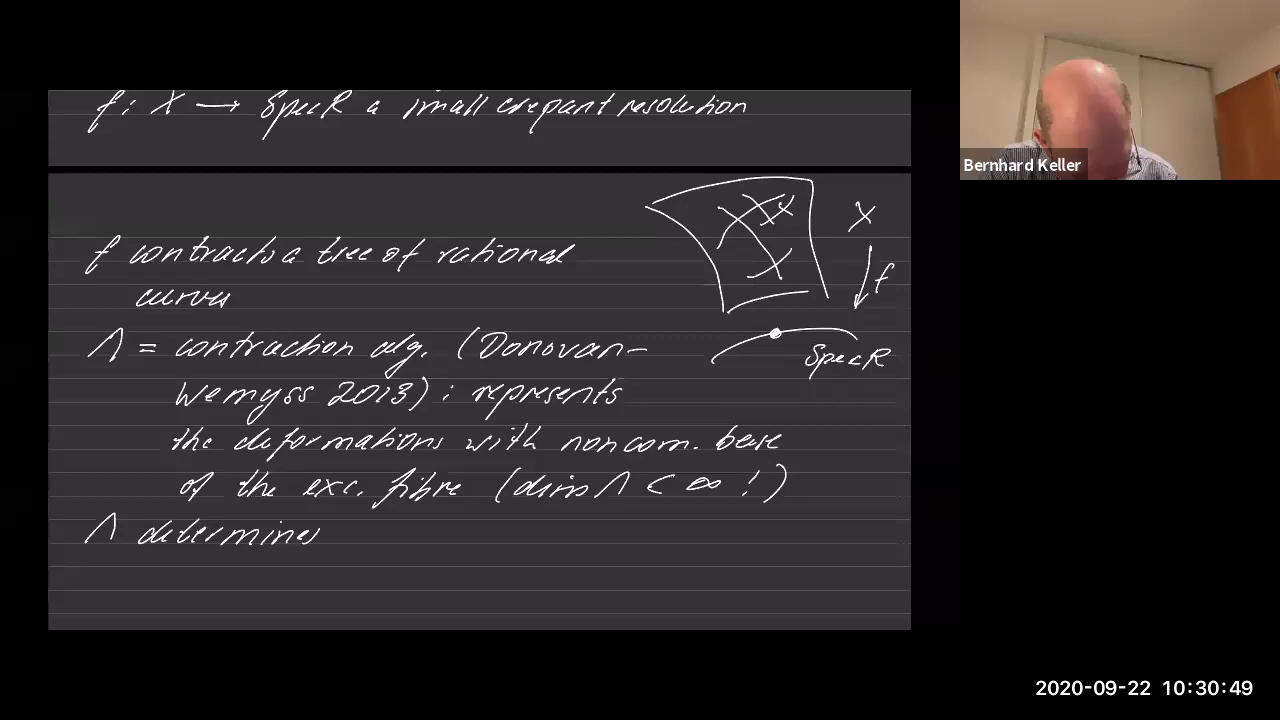 f: X → Spec R a small crepant resolution
f contracts a tree of rational
curves
X
f
Spec R
Λ = contraction alg. (Donovan–
Wemyss 2013) : represents
the deformations with noncom. base
of the exc. fibre (dim Λ < ∞ !)
Λ determines
Bernhard Keller
2020-09-22 10:30:49